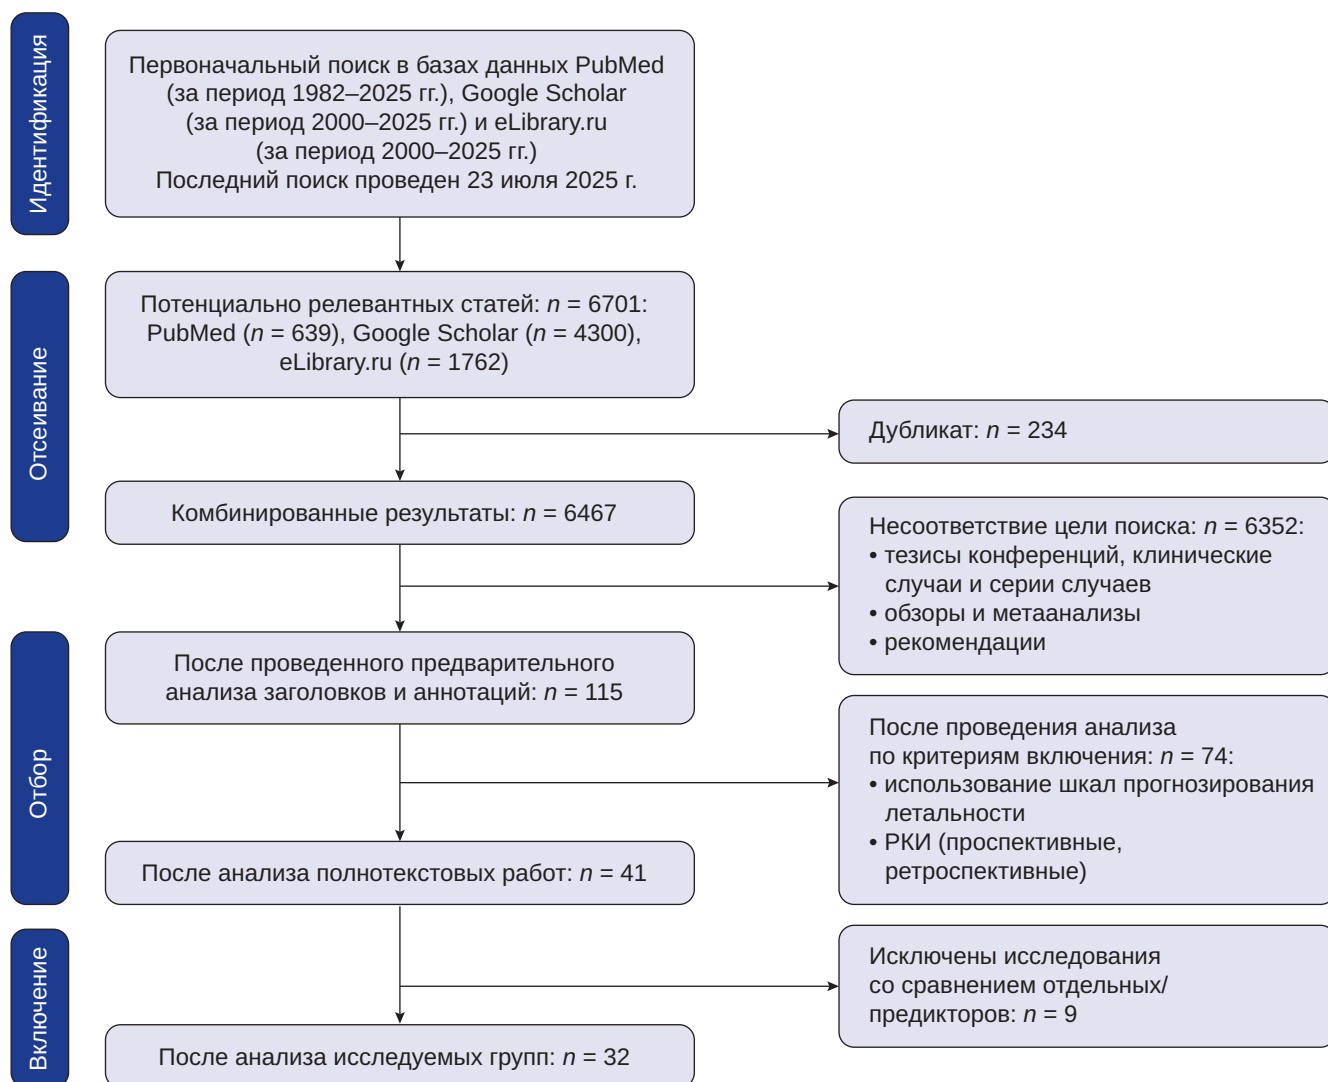 Идентификация
Первоначальный поиск в базах данных PubMed
(за период 1982–2025 гг.), Google Scholar
(за период 2000–2025 гг.) и eLibrary.ru
(за период 2000–2025 гг.)
Последний поиск проведен 23 июля 2025 г.
Отсеивание
Потенциально релевантных статей: n = 6701:
PubMed (n = 639), Google Scholar (n = 4300),
eLibrary.ru (n = 1762)
Дубликат: n = 234
Комбинированные результаты: n = 6467
Несоответствие цели поиска: n = 6352:
• тезисы конференций, клинические
случаи и серии случаев
• обзоры и метаанализы
• рекомендации
Отбор
После проведенного предварительного
анализа заголовков и аннотаций: n = 115
После проведения анализа
по критериям включения: n = 74:
• использование шкал прогнозирования
летальности
• РКИ (проспективные,
ретроспективные)
После анализа полнотекстовых работ: n = 41
Включение
Исключены исследования
со сравнением отдельных/
предикторов: n = 9
После анализа исследуемых групп: n = 32